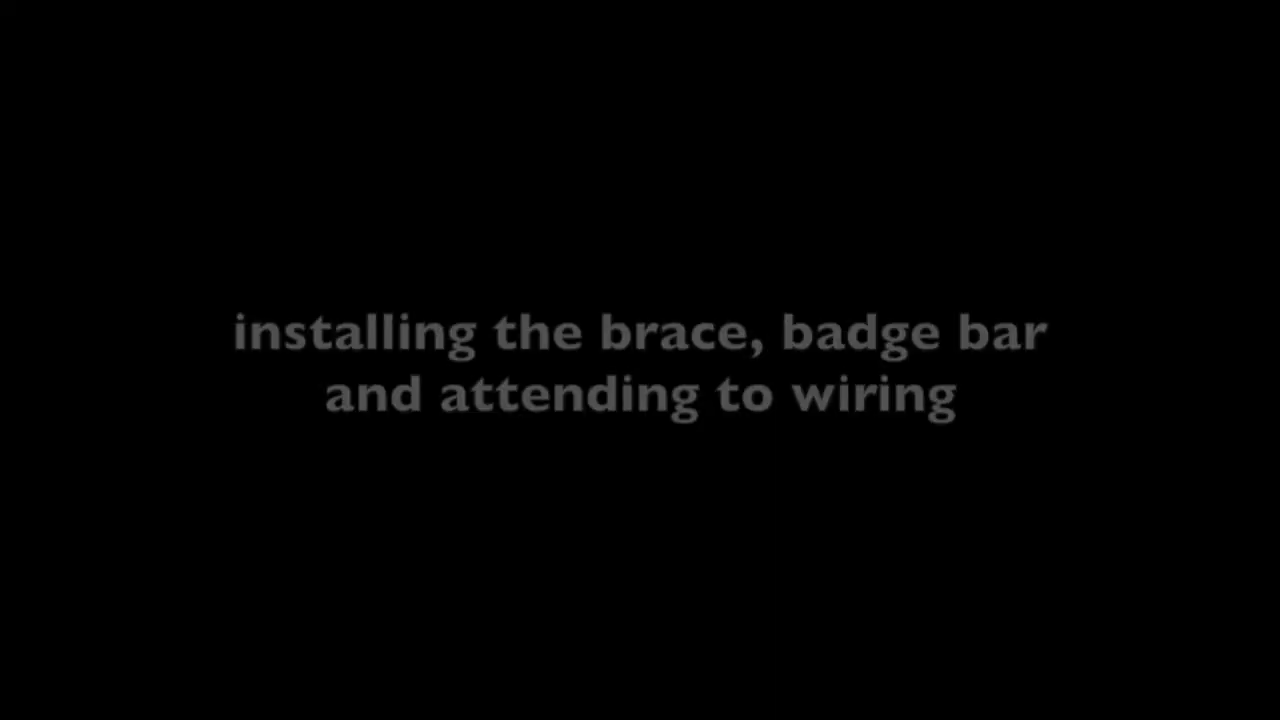 installing the brace, badge bar
and attending to wiring